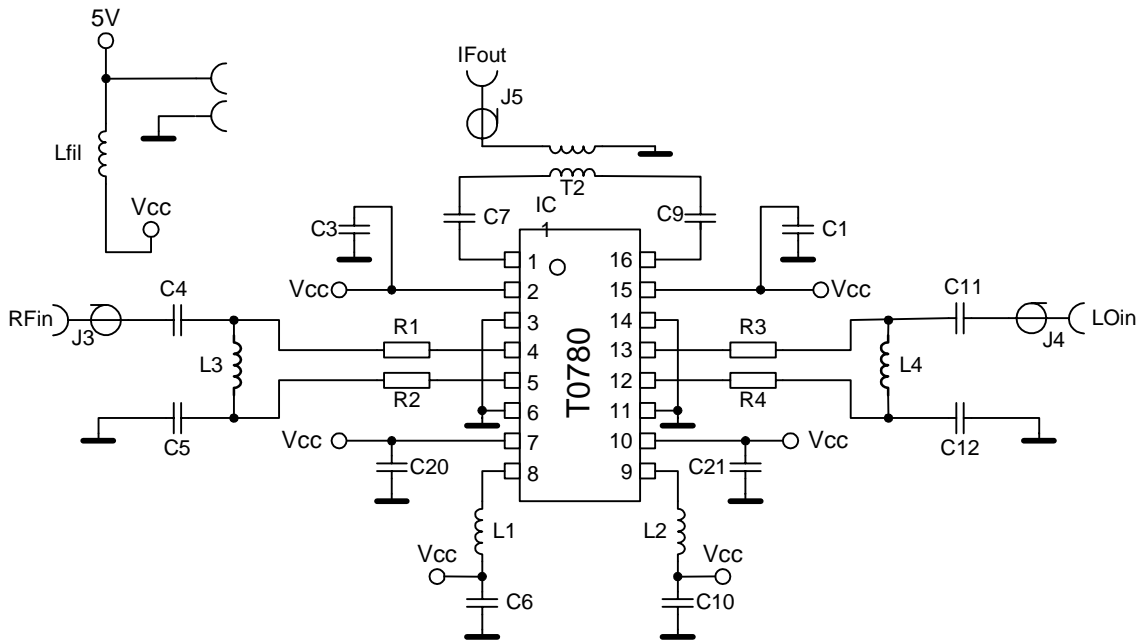 5V
IFout
J5
Lfil
Vcc
T2
C3
C7
IC
1
C9
C1
1
16
Vcc
2
15
Vcc
C4
C11
RFin
J3
3
14
J4
LOin
R1
4
13
R3
L3
T0780
L4
5
12
R2
R4
C5
6
11
C12
Vcc
7
10
Vcc
C20
8
9
C21
L1
L2
Vcc
Vcc
C6
C10